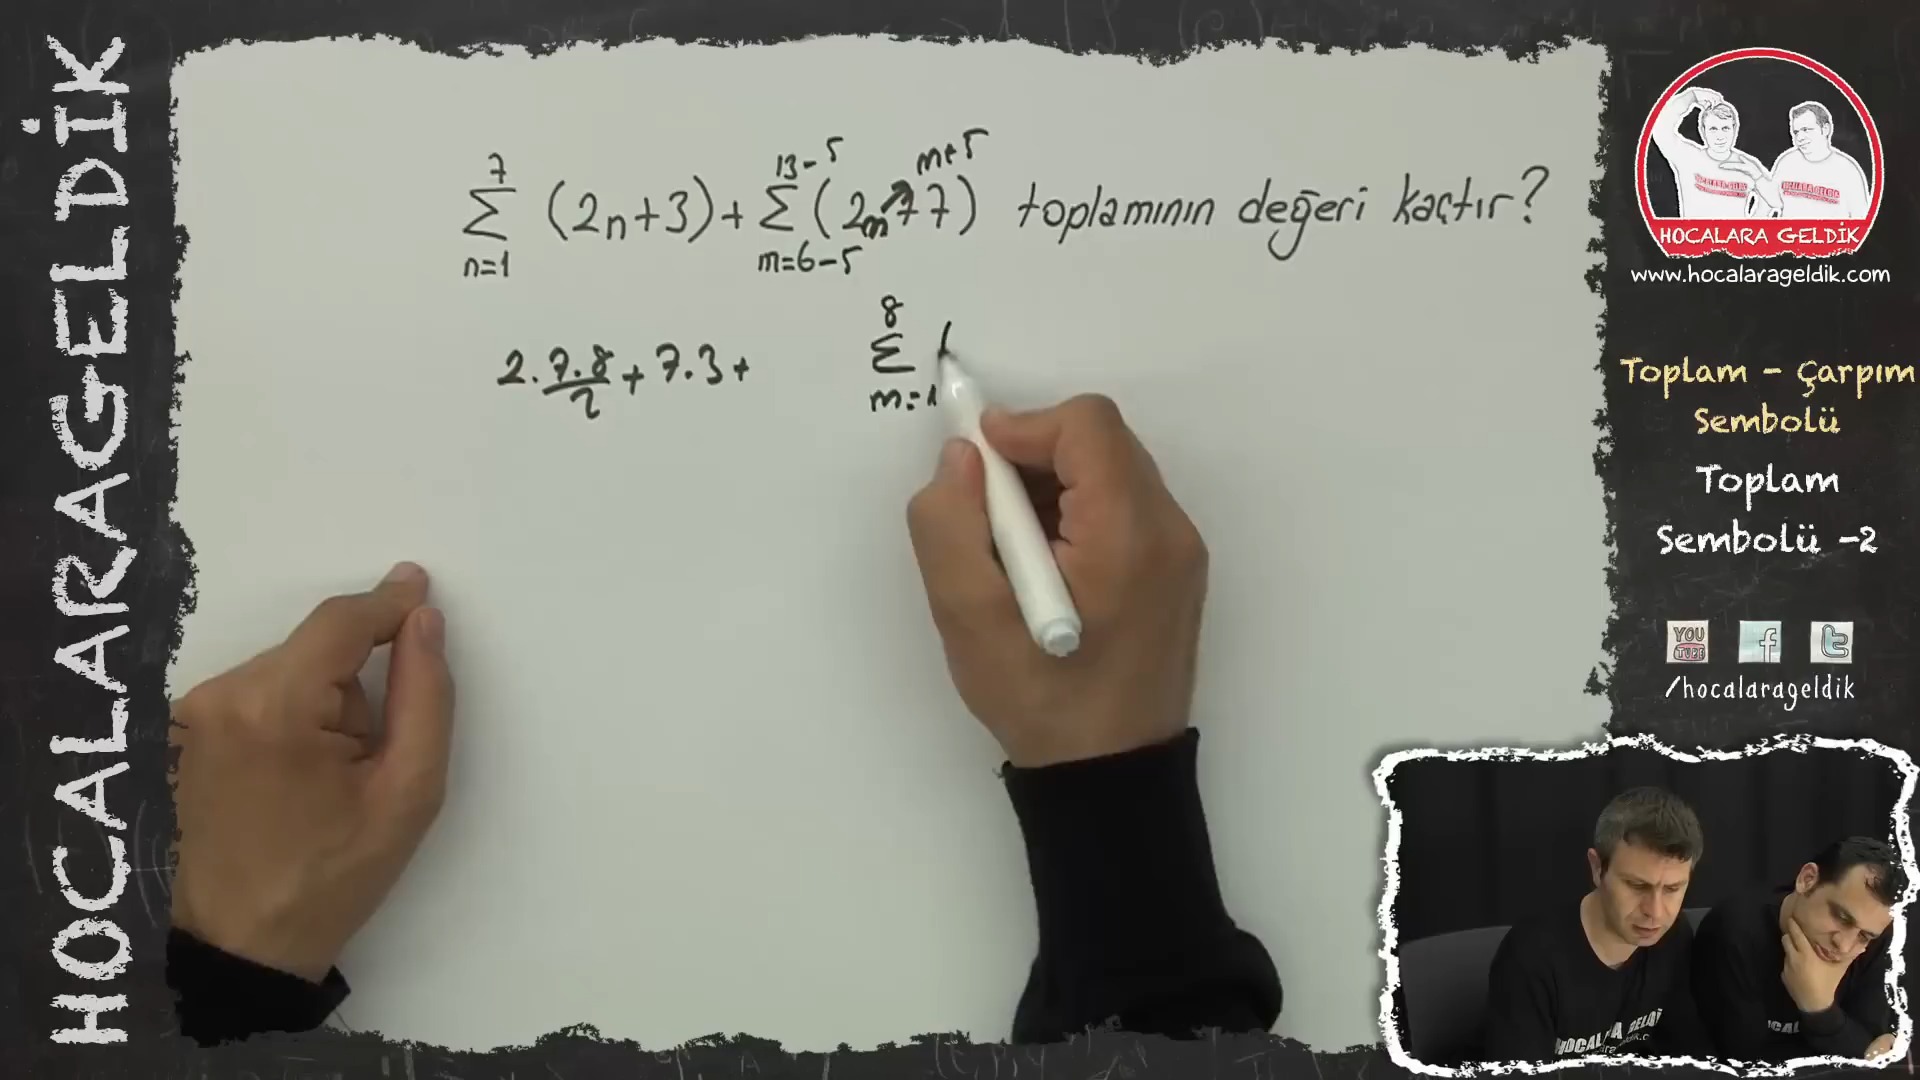 HOCALARAGELDİK
7 13-5 m+5
Σ (2n+3)+Σ(2m+7) toplamının değeri kaçtır?
n=1 m=6-5
8
2.7.8/2+7.3+ Σ (
m=1
HOCALARA GELDİK
www.hocalarageldik.com
Toplam - Çarpım
Sembolü
Toplam
Sembolü -2
YOU
TUBE
f
t
/hocalarageldik